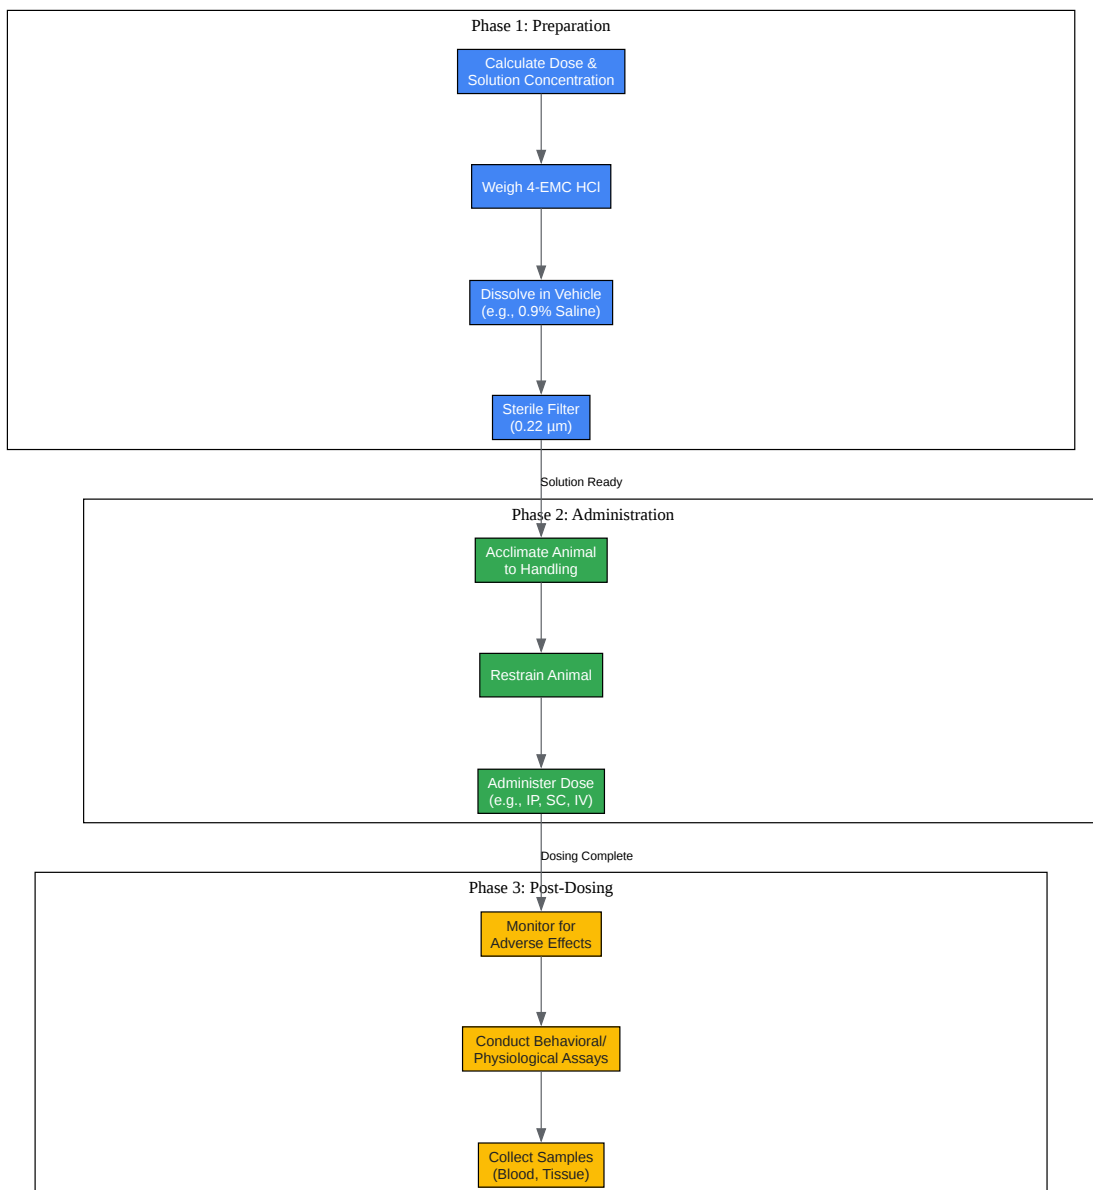 Phase 1: Preparation
Calculate Dose &
Solution Concentration
Weigh 4-EMC HCl
Dissolve in Vehicle
(e.g., 0.9% Saline)
Sterile Filter
(0.22 µm)
Solution Ready
Phase 2: Administration
Acclimate Animal
to Handling
Restrain Animal
Administer Dose
(e.g., IP, SC, IV)
Dosing Complete
Phase 3: Post-Dosing
Monitor for
Adverse Effects
Conduct Behavioral/
Physiological Assays
Collect Samples
(Blood, Tissue)